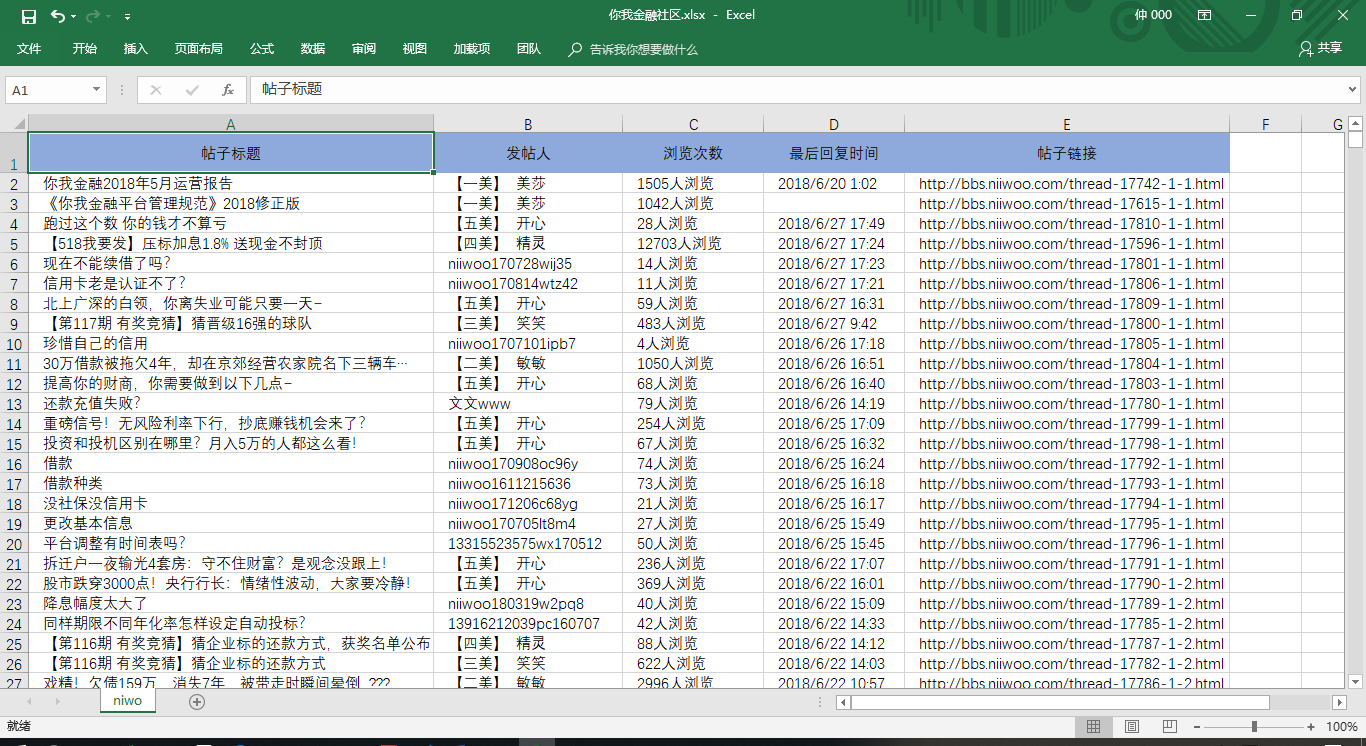 你我金融社区.xlsx - Excel 仲 000
文件 开始 插入 页面布局 公式 数据 审阅 视图 加载项 团队 告诉我你想要做什么 共享
A1 fx 帖子标题
A B C D E F G
1 帖子标题 发帖人 浏览次数 最后回复时间 帖子链接
2 你我金融2018年5月运营报告 【一美】 美莎 1505人浏览 2018/6/20 1:02 http://bbs.niiwoo.com/thread-17742-1-1.html
3 《你我金融平台管理规范》2018修正版 【一美】 美莎 1042人浏览 http://bbs.niiwoo.com/thread-17615-1-1.html
4 跑过这个数 你的钱才不算亏 【五美】 开心 28人浏览 2018/6/27 17:49 http://bbs.niiwoo.com/thread-17810-1-1.html
5 【518我要发】压标加息1.8% 送现金不封顶 【四美】 精灵 12703人浏览 2018/6/27 17:24 http://bbs.niiwoo.com/thread-17596-1-1.html
6 现在不能续借了吗？ niiwoo170728wij35 14人浏览 2018/6/27 17:23 http://bbs.niiwoo.com/thread-17801-1-1.html
7 信用卡老是认证不了？ niiwoo170814wtz42 11人浏览 2018/6/27 17:21 http://bbs.niiwoo.com/thread-17806-1-1.html
8 北上广深的白领，你离失业可能只要一天~ 【五美】 开心 59人浏览 2018/6/27 16:31 http://bbs.niiwoo.com/thread-17809-1-1.html
9 【第117期 有奖竞猜】猜晋级16强的球队 【三美】 笑笑 483人浏览 2018/6/27 9:42 http://bbs.niiwoo.com/thread-17800-1-1.html
10 珍惜自己的信用 niiwoo1707101ipb7 4人浏览 2018/6/26 17:18 http://bbs.niiwoo.com/thread-17805-1-1.html
11 30万借款被拖欠4年，却在京郊经营农家院名下三辆车… 【二美】 敏敏 1050人浏览 2018/6/26 16:51 http://bbs.niiwoo.com/thread-17804-1-1.html
12 提高你的财商，你需要做到以下几点~ 【五美】 开心 68人浏览 2018/6/26 16:40 http://bbs.niiwoo.com/thread-17803-1-1.html
13 还款充值失败？ 文文www 79人浏览 2018/6/26 14:19 http://bbs.niiwoo.com/thread-17780-1-1.html
14 重磅信号！无风险利率下行，抄底赚钱机会来了？ 【五美】 开心 254人浏览 2018/6/25 17:09 http://bbs.niiwoo.com/thread-17799-1-1.html
15 投资和投机区别在哪里？月入5万的人都这么看！ 【五美】 开心 67人浏览 2018/6/25 16:32 http://bbs.niiwoo.com/thread-17798-1-1.html
16 借款 niiwoo170908oc96y 74人浏览 2018/6/25 16:24 http://bbs.niiwoo.com/thread-17792-1-1.html
17 借款种类 niiwoo1611215636 73人浏览 2018/6/25 16:18 http://bbs.niiwoo.com/thread-17793-1-1.html
18 没社保没信用卡 niiwoo171206c68yg 21人浏览 2018/6/25 16:17 http://bbs.niiwoo.com/thread-17794-1-1.html
19 更改基本信息 niiwoo170705lt8m4 27人浏览 2018/6/25 15:49 http://bbs.niiwoo.com/thread-17795-1-1.html
20 平台调整有时间表吗？ 13315523575wx170512 50人浏览 2018/6/25 15:45 http://bbs.niiwoo.com/thread-17796-1-1.html
21 拆迁户一夜输光4套房：守不住财富？是观念没跟上！ 【五美】 开心 236人浏览 2018/6/22 17:07 http://bbs.niiwoo.com/thread-17791-1-1.html
22 股市跌穿3000点！央行行长：情绪性波动，大家要冷静！ 【五美】 开心 369人浏览 2018/6/22 16:01 http://bbs.niiwoo.com/thread-17790-1-2.html
23 降息幅度太大了 niiwoo180319w2pq8 40人浏览 2018/6/22 15:09 http://bbs.niiwoo.com/thread-17789-1-2.html
24 同样期限不同年化率怎样设定自动投标？ 13916212039pc160707 42人浏览 2018/6/22 14:33 http://bbs.niiwoo.com/thread-17785-1-2.html
25 【第116期 有奖竞猜】猜企业标的还款方式，获奖名单公布 【四美】 精灵 88人浏览 2018/6/22 14:12 http://bbs.niiwoo.com/thread-17787-1-2.html
26 【第116期 有奖竞猜】猜企业标的还款方式 【三美】 笑笑 622人浏览 2018/6/22 14:03 http://bbs.niiwoo.com/thread-17782-1-2.html
27 戏精！欠债159万，消失7年，被带走时瞬间晕倒..??? 【二美】 敏敏 2996人浏览 2018/6/22 10:57 http://bbs.niiwoo.com/thread-17786-1-2.html
niwo
就绪 100%